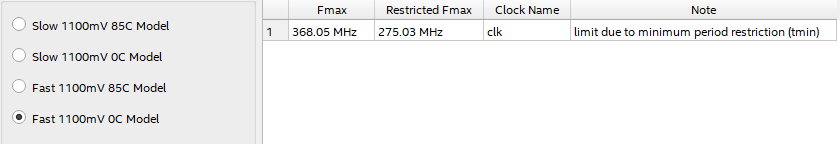 Slow 1100mV 85C Model
Slow 1100mV 0C Model
Fast 1100mV 85C Model
Fast 1100mV 0C Model
Fmax Restricted Fmax Clock Name Note
1 368.05 MHz 275.03 MHz clk limit due to minimum period restriction (tmin)